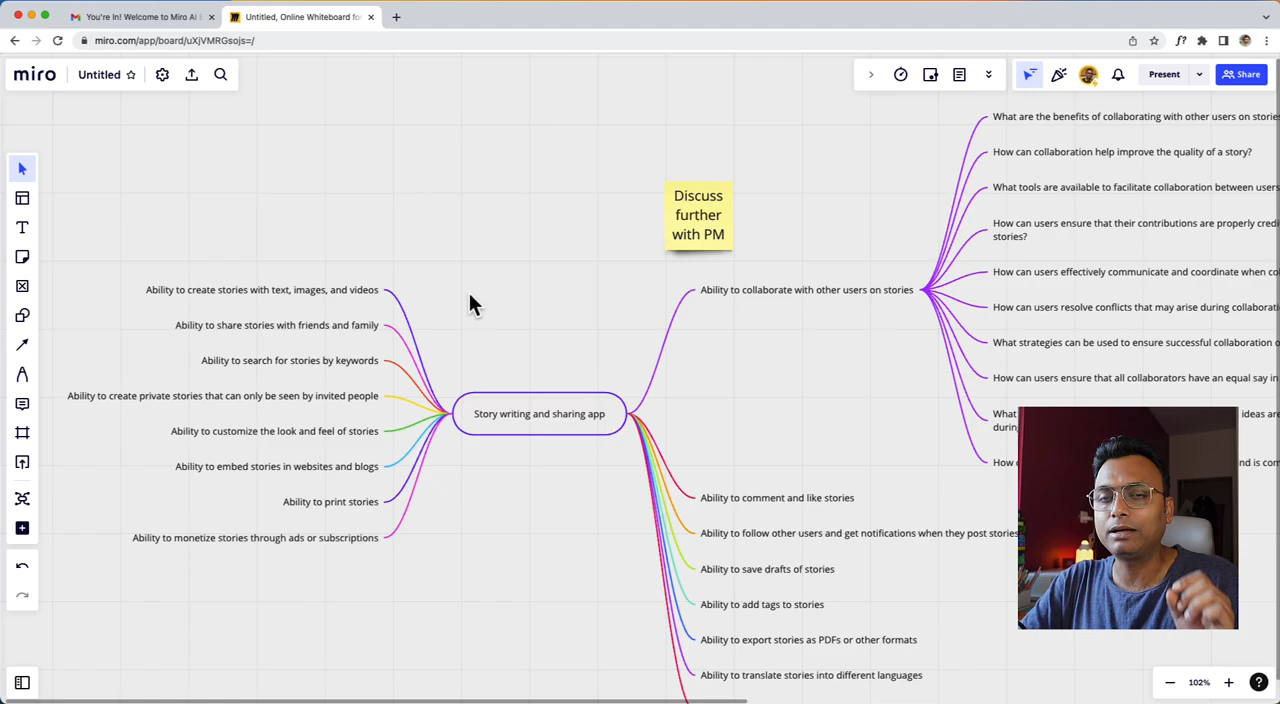 You're In! Welcome to Miro AI
Untitled, Online Whiteboard for
miro.com/app/board/uXjVMRGsojs=/
miro
Untitled
Present
Share
What are the benefits of collaborating with other users on stories
How can collaboration help improve the quality of a story?
What tools are available to facilitate collaboration between users
How can users ensure that their contributions are properly
stories?
How can users effectively communicate and coordinate when
How can users resolve conflicts that may arise during
What strategies can be used to ensure successful collaboration
How can users ensure that all collaborators have an equal say in
What
ideas are
during
How
Discuss
further
with PM
Ability to create stories with text, images, and videos
Ability to share stories with friends and family
Ability to search for stories by keywords
Ability to create private stories that can only be seen by invited people
Ability to customize the look and feel of stories
Ability to embed stories in websites and blogs
Ability to print stories
Ability to monetize stories through ads or subscriptions
Story writing and sharing app
Ability to collaborate with other users on stories
Ability to comment and like stories
Ability to follow other users and get notifications when they post stories
Ability to save drafts of stories
Ability to add tags to stories
Ability to export stories as PDFs or other formats
Ability to translate stories into different languages
102%